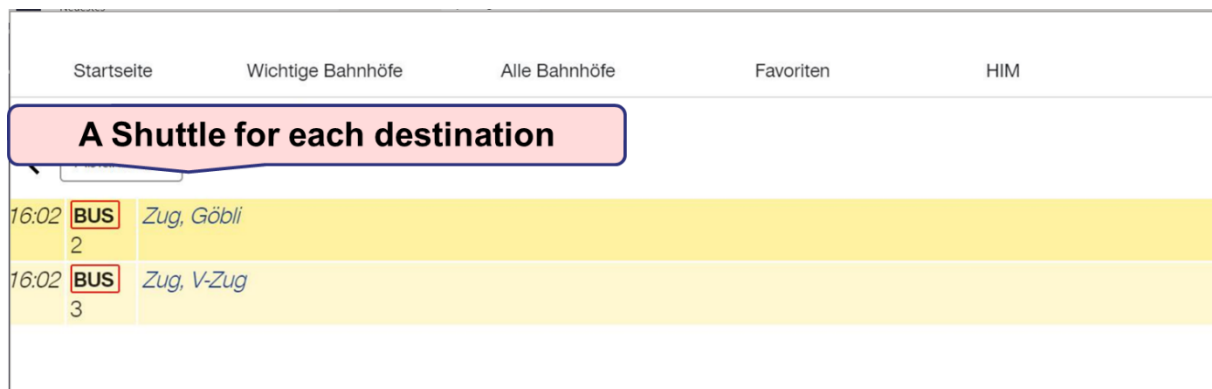 Startseite Wichtige Bahnhöfe Alle Bahnhöfe Favoriten HIM
A Shuttle for each destination
16:02 BUS Zug, Göbli
2
16:02 BUS Zug, V-Zug
3